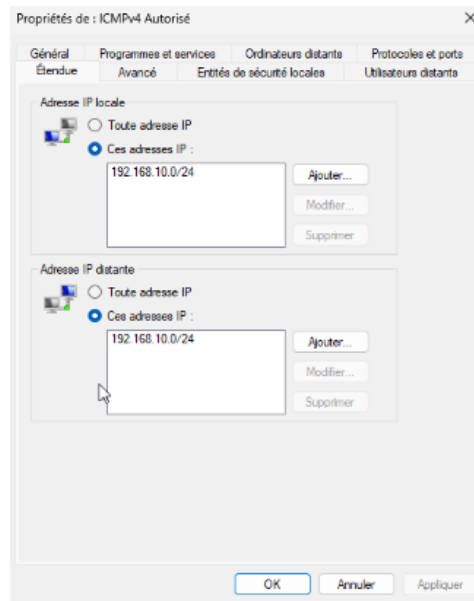 Propriétés de : ICMPv4 Autorisé
Général Programmes et services Ordinateurs distants Protocoles et ports
Étendue Avancé Entités de sécurité locales Utilisateurs distants
Adresse IP locale
Toute adresse IP
Ces adresses IP :
192.168.10.0/24
Ajouter...
Modifier...
Supprimer
Adresse IP distante
Toute adresse IP
Ces adresses IP :
192.168.10.0/24
Ajouter...
Modifier...
Supprimer
OK Annuler Appliquer